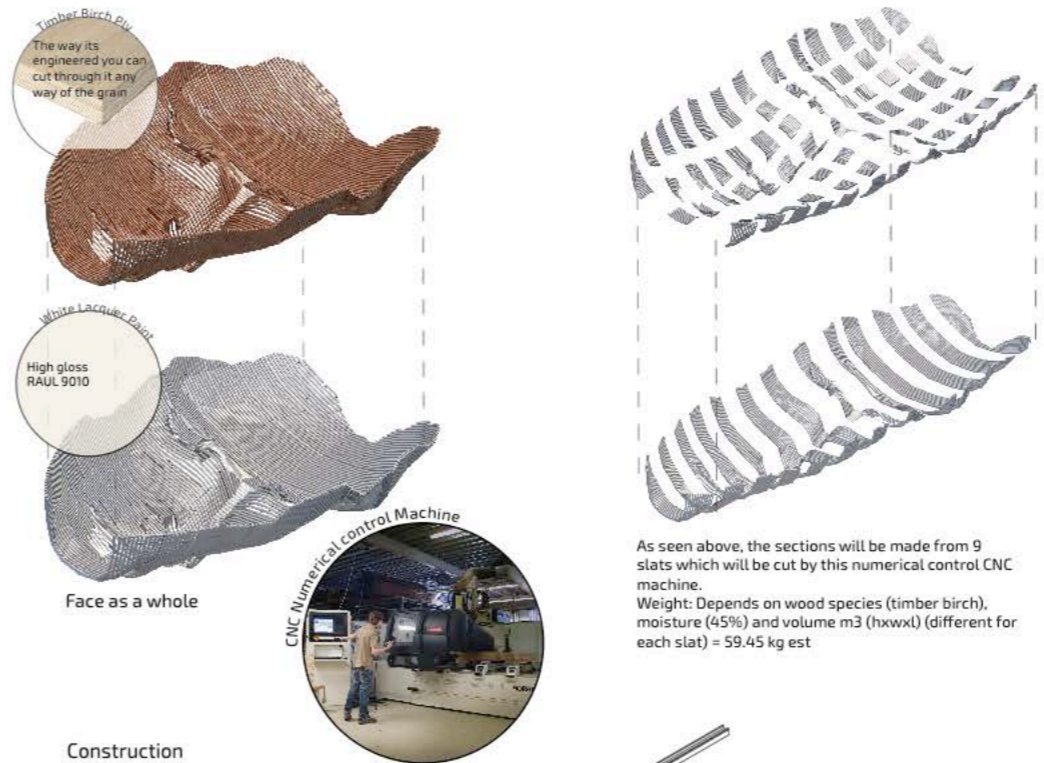 Timber Birch Ply
The way its
engineered you can
cut through it any
way of the grain
White Lacquer Paint
High gloss
RAUL 9010
Face as a whole
CNC Numerical control Machine
As seen above, the sections will be made from 9
slats which will be cut by this numerical control CNC
machine.
Weight: Depends on wood species (timber birch),
moisture (45%) and volume m3 (hxwxl) (different for
each slat) = 59.45 kg est
Construction